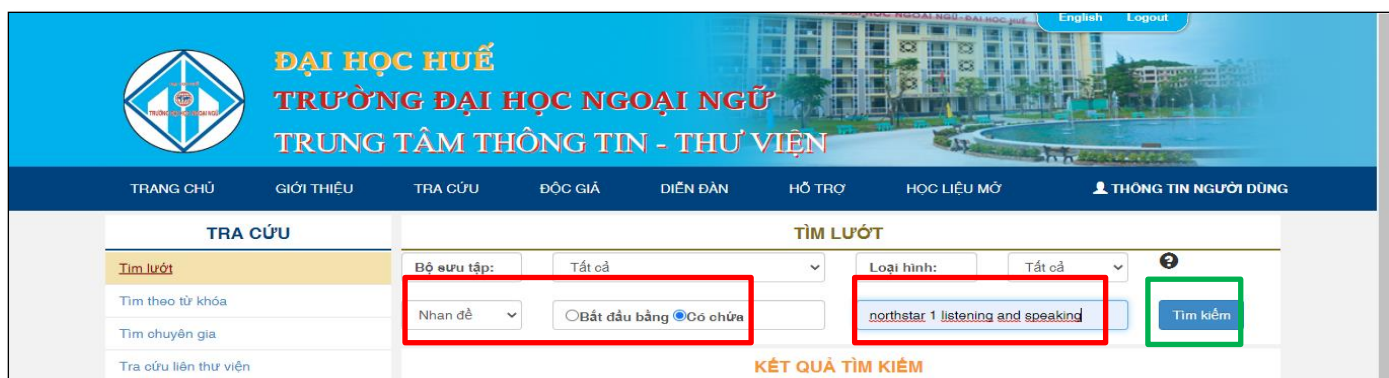 English Logout
ĐẠI HỌC HUẾ
TRƯỜNG ĐẠI HỌC NGOẠI NGỮ
TRUNG TÂM THÔNG TIN - THƯ VIỆN
TRANG CHỦ GIỚI THIỆU TRA CỨU ĐỘC GIẢ DIỄN ĐÀN HỖ TRỢ HỌC LIỆU MỞ THÔNG TIN NGƯỜI DÙNG
TRA CỨU
TÌM LƯỚT
Tìm lướt
Bộ sưu tập: Tất cả Loại hình: Tất cả
Tìm theo từ khóa
Nhan đề Bắt đầu bằng Có chứa northstar 1 listening and speaking Tìm kiếm
Tìm chuyên gia
Tra cứu liên thư viện
KẾT QUẢ TÌM KIẾM